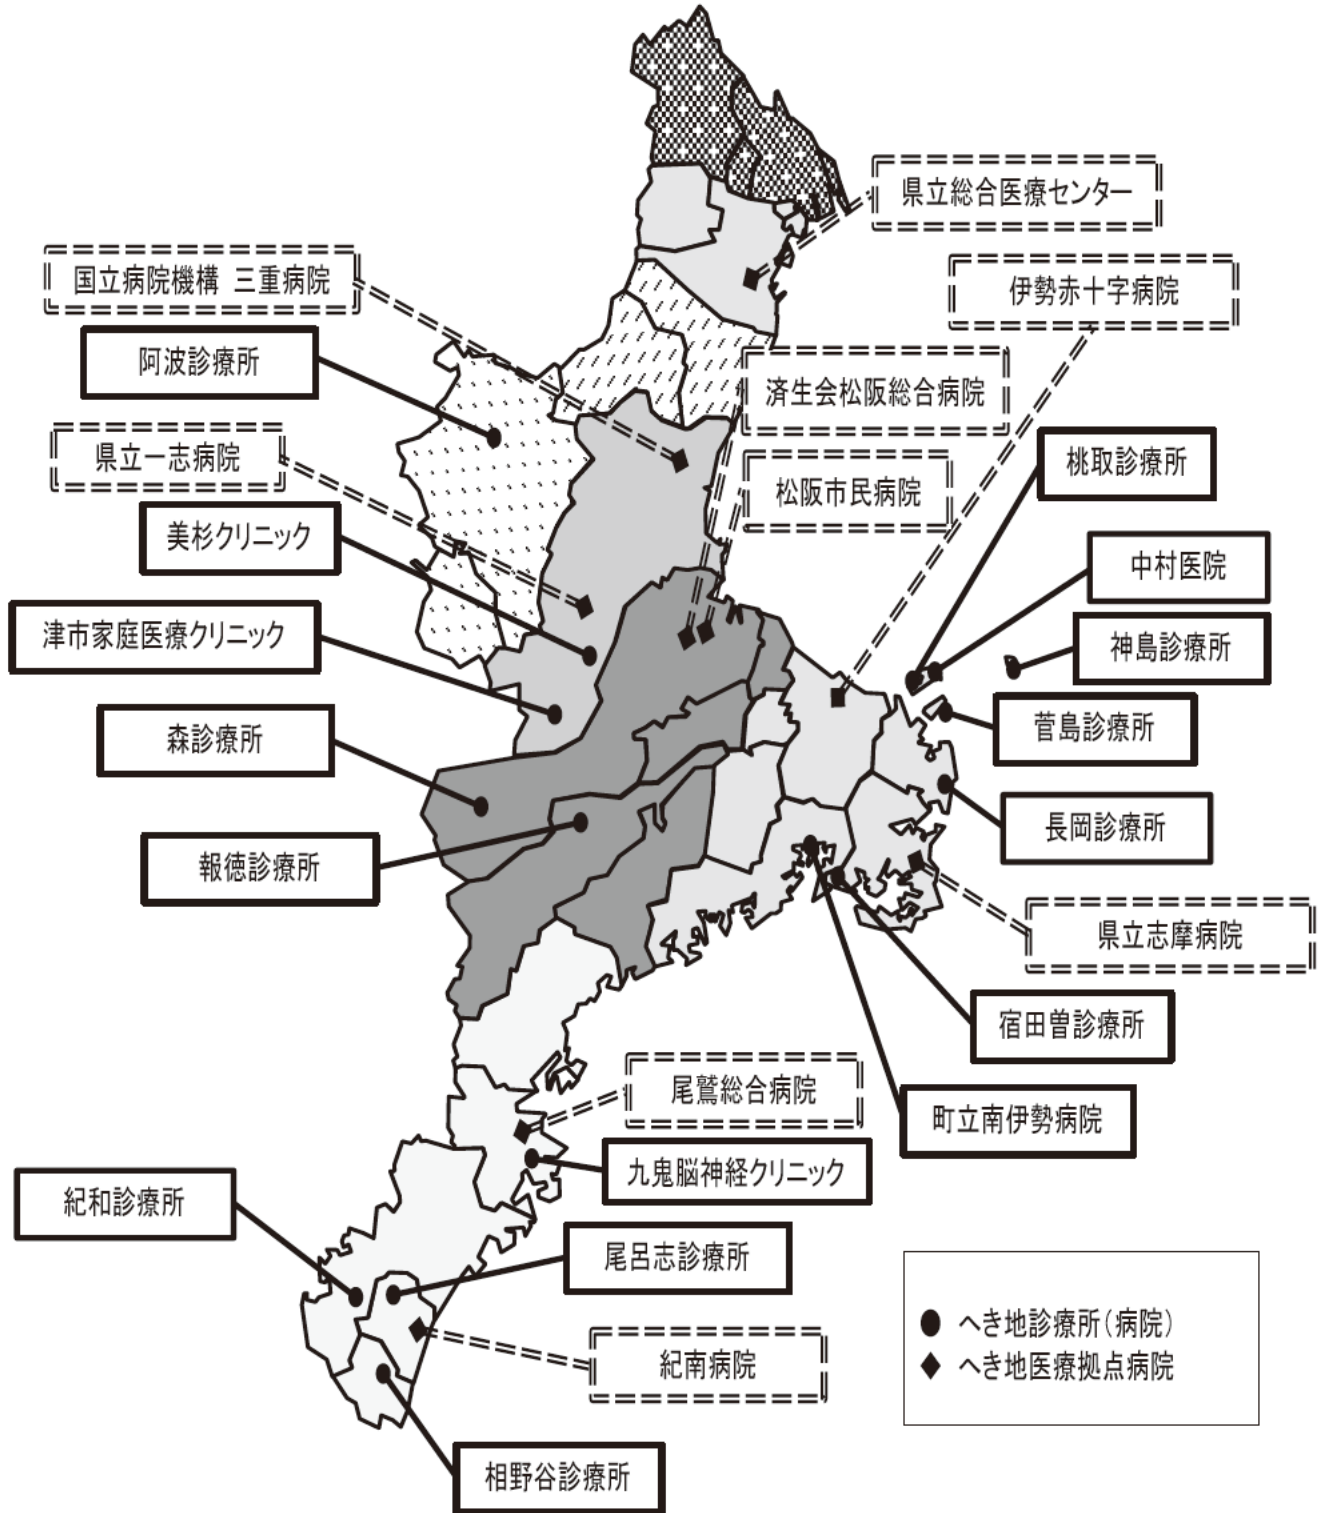 県立総合医療センター
国立病院機構 三重病院
伊勢赤十字病院
阿波診療所
済生会松阪総合病院
県立一志病院
桃取診療所
松阪市民病院
美杉クリニック
中村医院
津市家庭医療クリニック
神島診療所
菅島診療所
森診療所
長岡診療所
報徳診療所
県立志摩病院
宿田曽診療所
尾鷲総合病院
町立南伊勢病院
九鬼脳神経クリニック
紀和診療所
尾呂志診療所
紀南病院
相野谷診療所
● へき地診療所(病院)
◆ へき地医療拠点病院